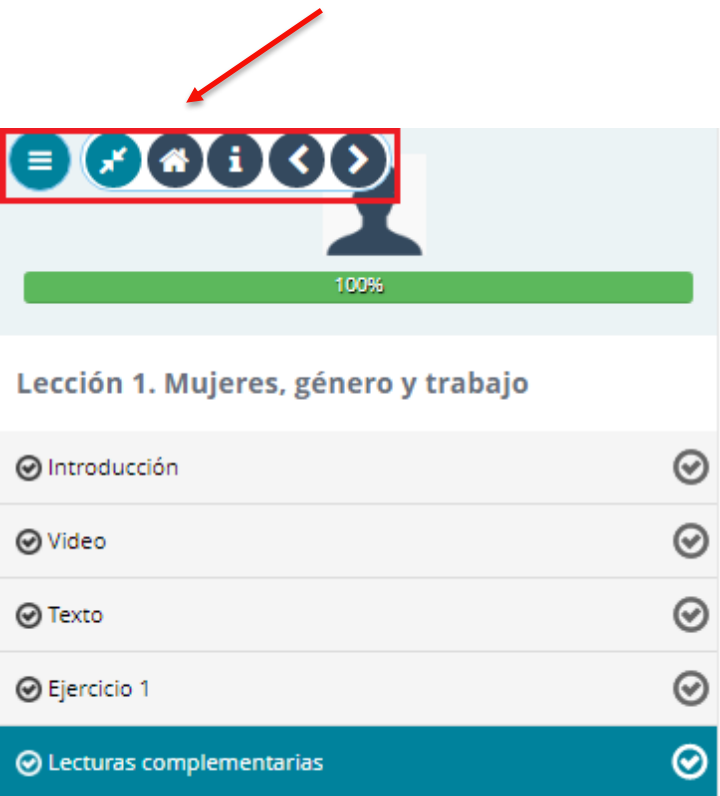 100%
Lección 1. Mujeres, género y trabajo
Introducción
Video
Texto
Ejercicio 1
Lecturas complementarias